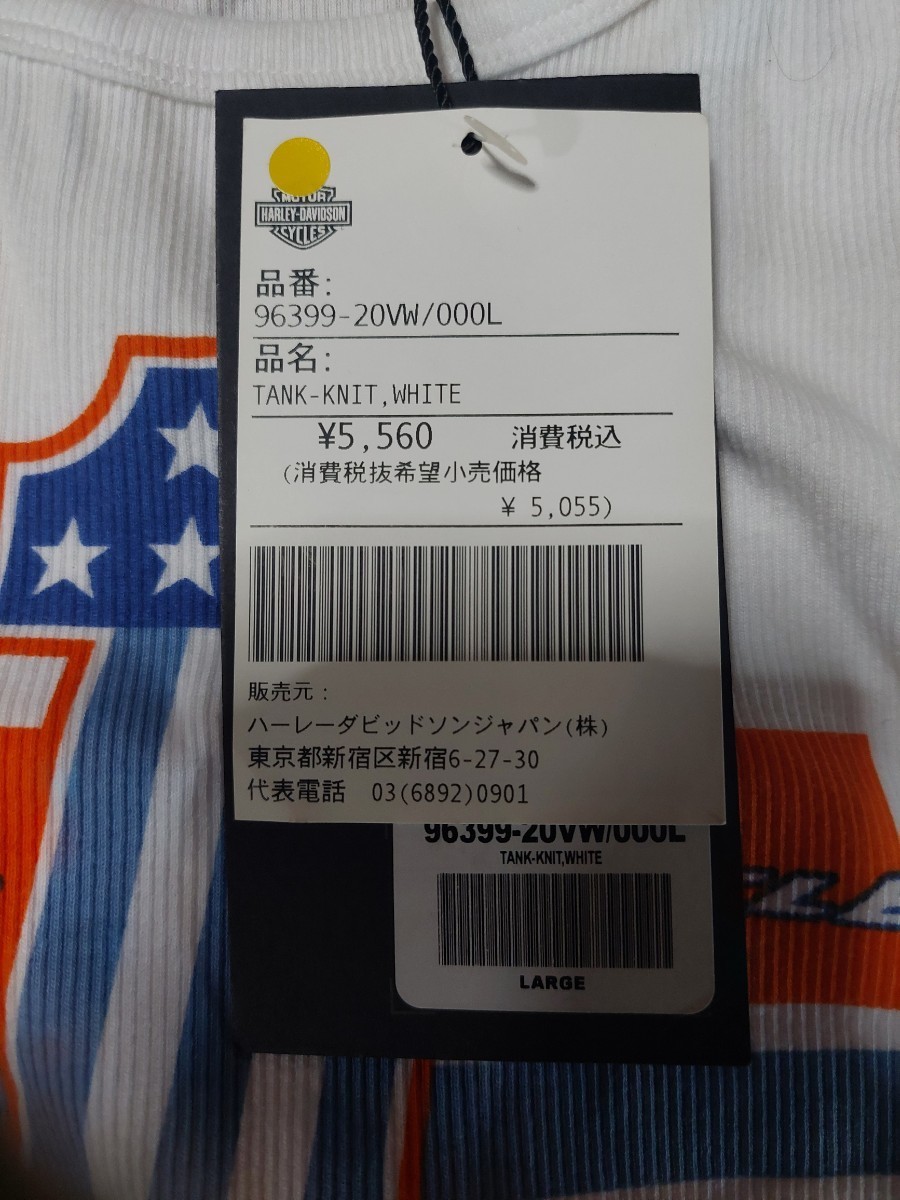 MOTOR
HARLEY-DAVIDSON
CYCLES
品番:
96399-20VW/000L
品名:
TANK-KNIT,WHITE
¥5,560 消費税込
(消費税抜希望小売価格
¥ 5,055)
販売元:
ハーレーダビッドソンジャパン(株)
東京都新宿区新宿6-27-30
代表電話 03(6892)0901
96399-20VW/000L
TANK-KNIT,WHITE
LARGE